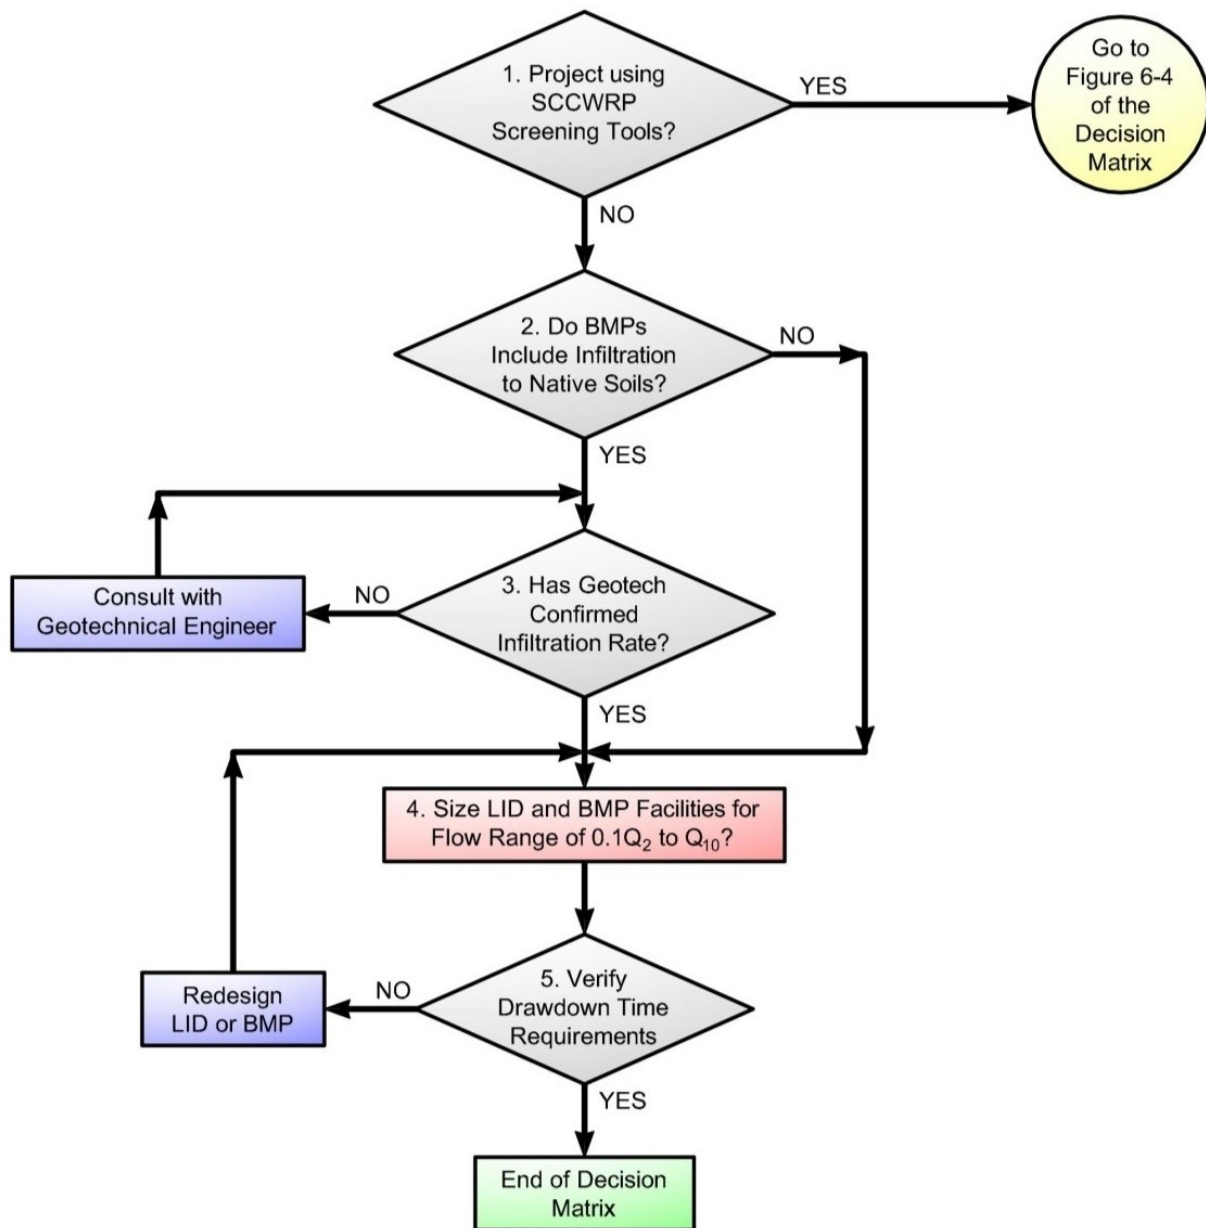 1. Project using
SCCWRP
Screening Tools?
YES
Go to
Figure 6-4
of the
Decision
Matrix
NO
2. Do BMPs
Include Infiltration
to Native Soils?
NO
YES
3. Has Geotech
Confirmed
Infiltration Rate?
NO
Consult with
Geotechnical Engineer
YES
4. Size LID and BMP Facilities for
Flow Range of 0.1Q₂ to Q₁₀?
5. Verify
Drawdown Time
Requirements
NO
Redesign
LID or BMP
YES
End of Decision
Matrix